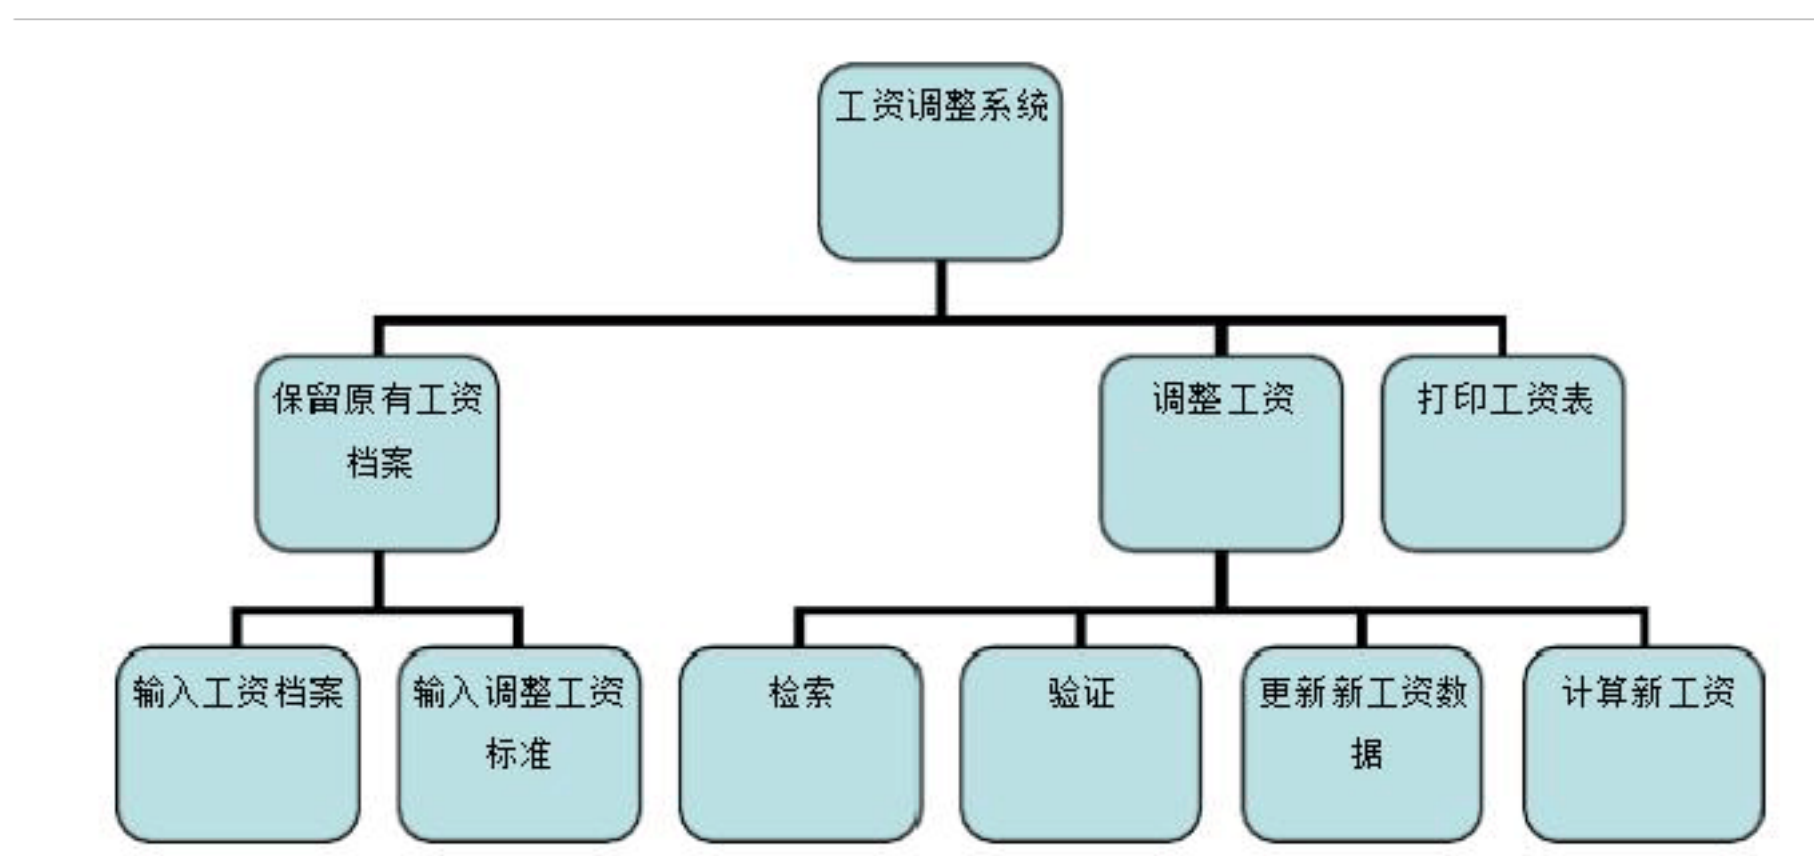 工资调整系统
保留原有工资
档案
调整工资
打印工资表
输入工资档案
输入调整工资
标准
检索
验证
更新新工资数
据
计算新工资